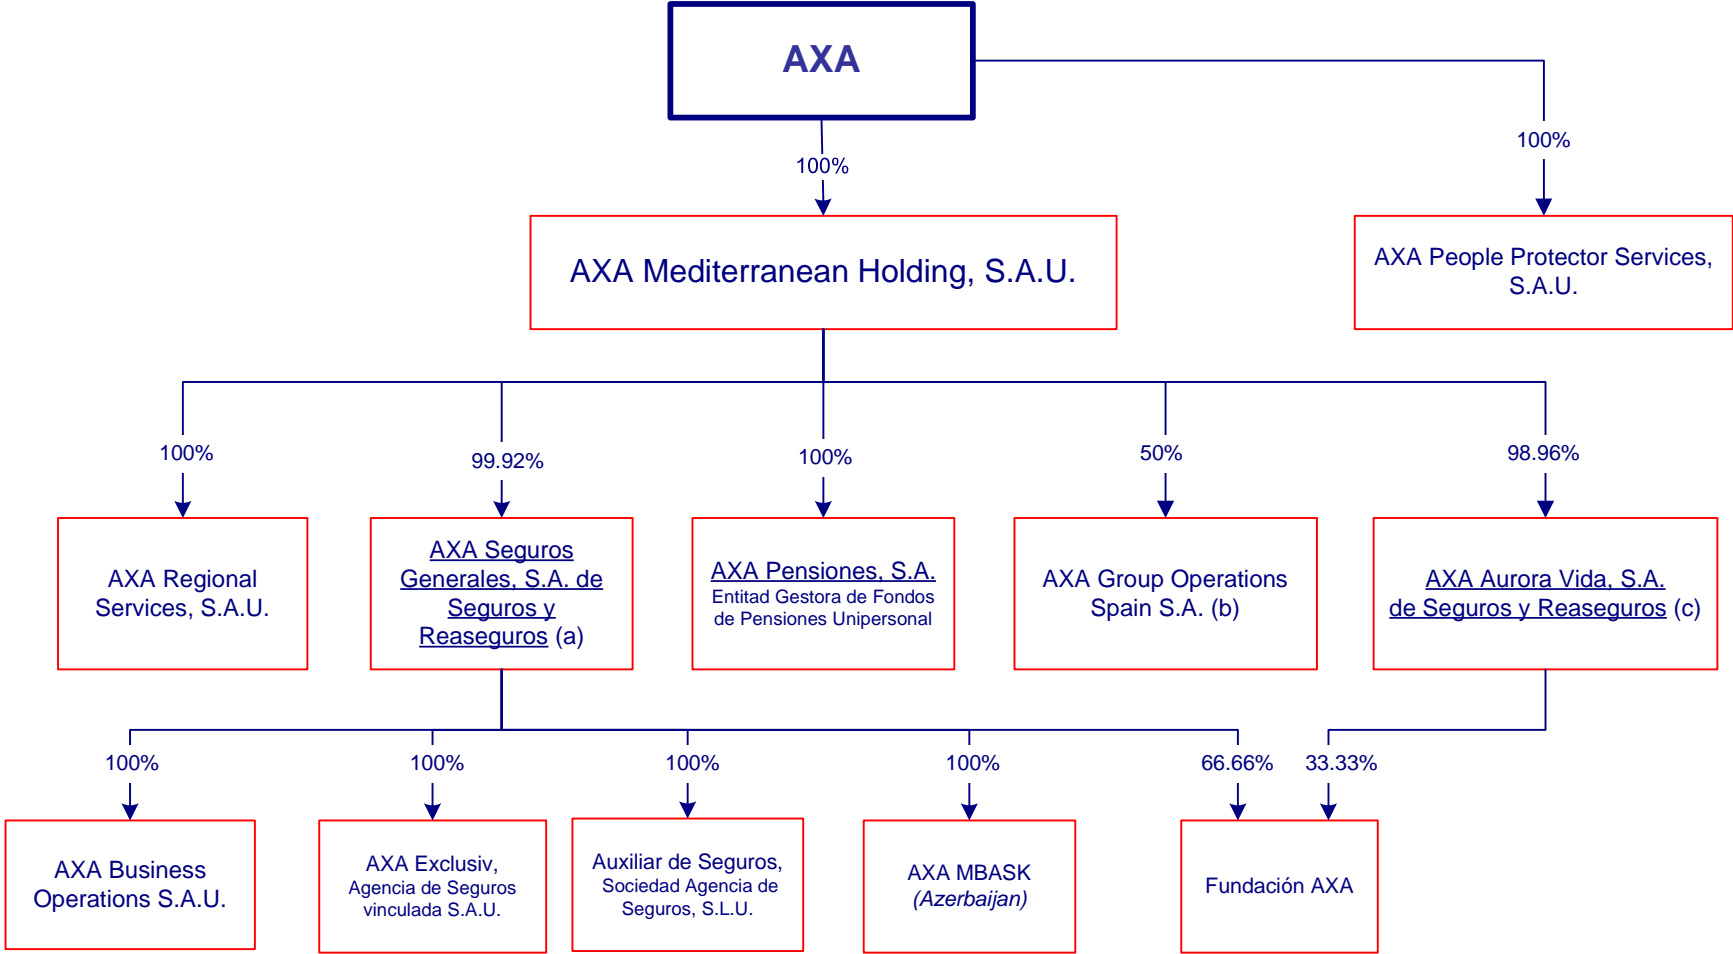 AXA
100%
100%
AXA Mediterranean Holding, S.A.U.
AXA People Protector Services,
S.A.U.
100%
99.92%
100%
50%
98.96%
AXA Regional
Services, S.A.U.
AXA Seguros
Generales, S.A. de
Seguros y
Reaseguros (a)
AXA Pensiones, S.A.
Entitad Gestora de Fondos
de Pensiones Unipersonal
AXA Group Operations
Spain S.A. (b)
AXA Aurora Vida, S.A.
de Seguros y Reaseguros (c)
100%
100%
100%
100%
66.66%
33.33%
AXA Business
Operations S.A.U.
AXA Exclusiv,
Agencia de Seguros
vinculada S.A.U.
Auxiliar de Seguros,
Sociedad Agencia de
Seguros, S.L.U.
AXA MBASK
(Azerbaijan)
Fundación AXA